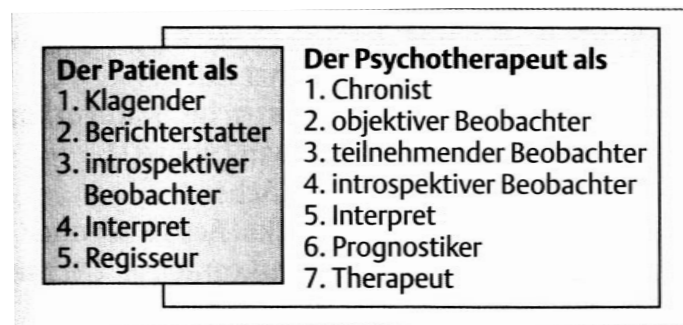 Der Patient als
1. Klagender
2. Berichterstatter
3. introspektiver
Beobachter
4. Interpret
5. Regisseur
Der Psychotherapeut als
1. Chronist
2. objektiver Beobachter
3. teilnehmender Beobachter
4. introspektiver Beobachter
5. Interpret
6. Prognostiker
7. Therapeut